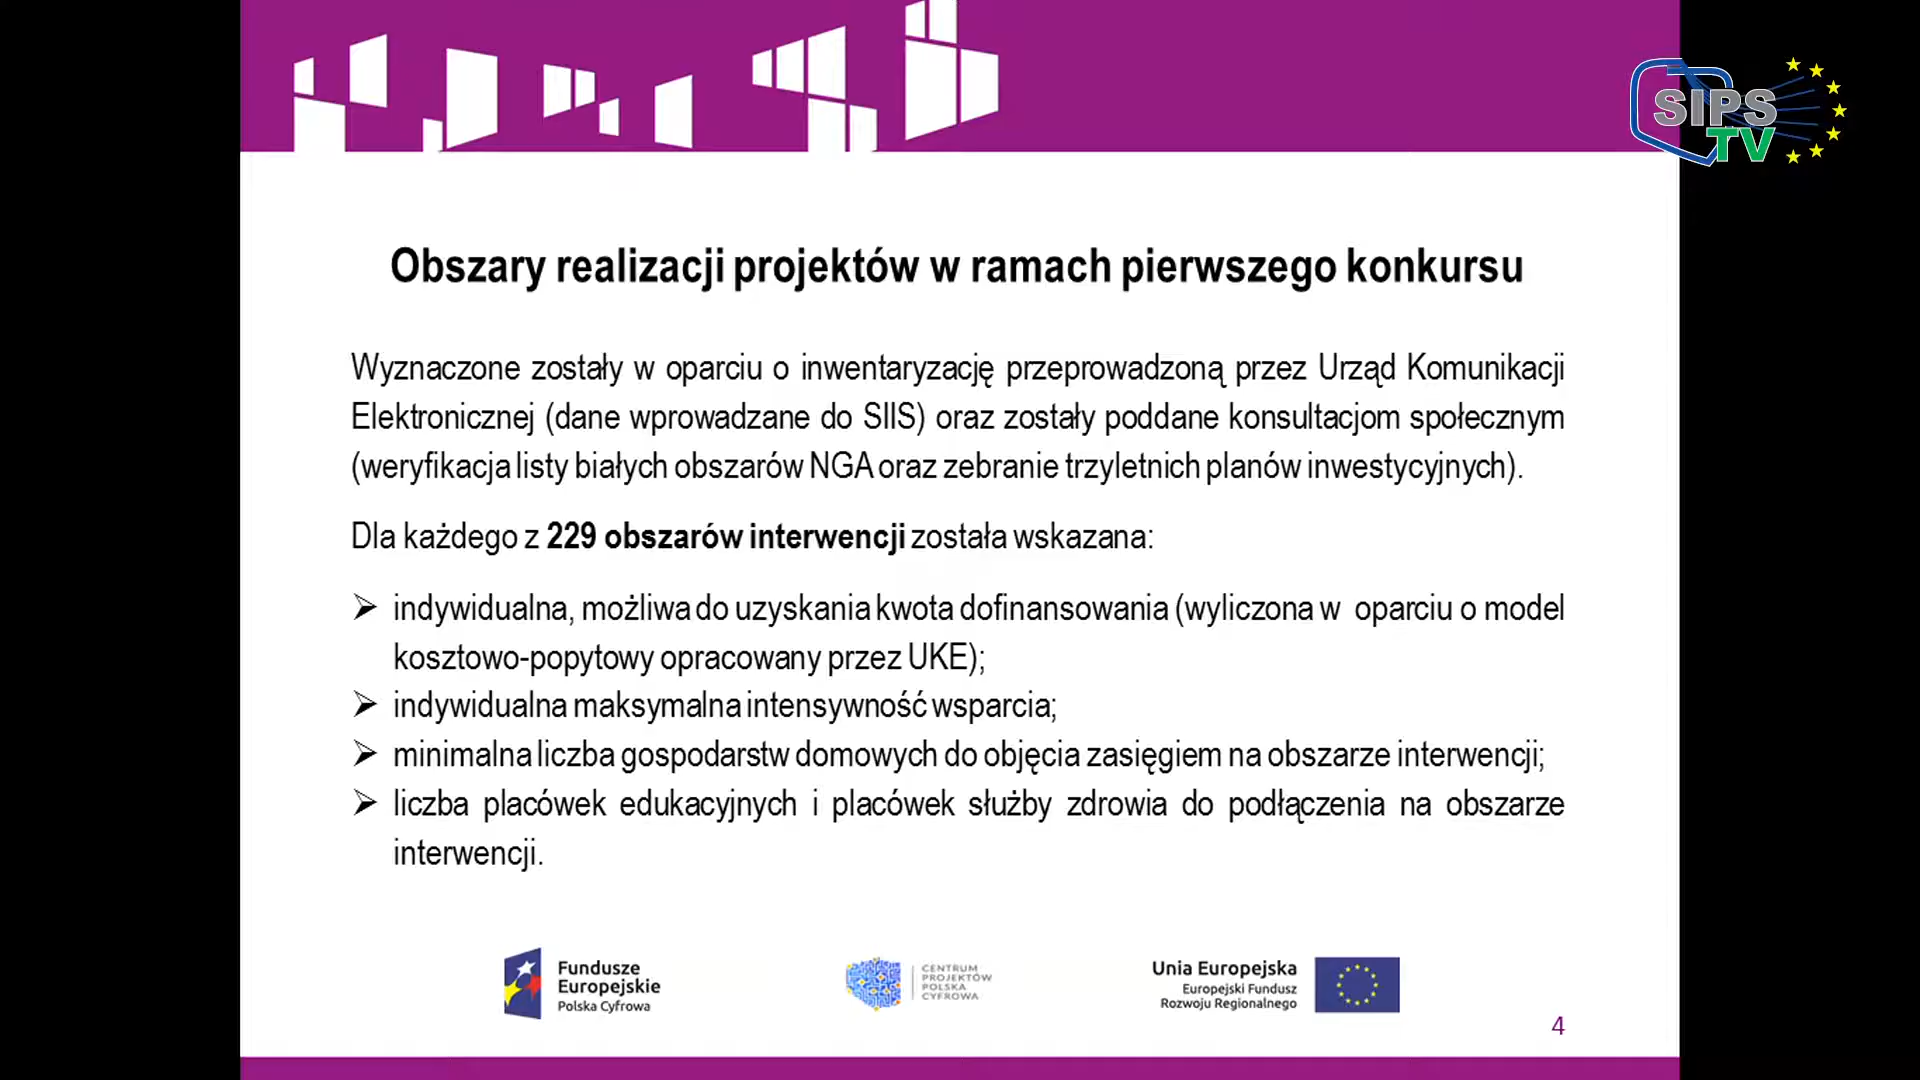 SIPS
TV
Obszary realizacji projektów w ramach pierwszego konkursu
Wyznaczone zostały w oparciu o inwentaryzację przeprowadzoną przez Urząd Komunikacji
Elektronicznej (dane wprowadzane do SIIS) oraz zostały poddane konsultacjom społecznym
(weryfikacja listy białych obszarów NGA oraz zebranie trzyletnich planów inwestycyjnych).
Dla każdego z 229 obszarów interwencji została wskazana:
➢ indywidualna, możliwa do uzyskania kwota dofinansowania (wyliczona w oparciu o model
kosztowo-popytowy opracowany przez UKE);
➢ indywidualna maksymalna intensywność wsparcia;
➢ minimalna liczba gospodarstw domowych do objęcia zasięgiem na obszarze interwencji;
➢ liczba placówek edukacyjnych i placówek służby zdrowia do podłączenia na obszarze
interwencji.
Fundusze
Europejskie
Polska Cyfrowa
CENTRUM
PROJEKTÓW
POLSKA
CYFROWA
Unia Europejska
Europejski Fundusz
Rozwoju Regionalnego
4